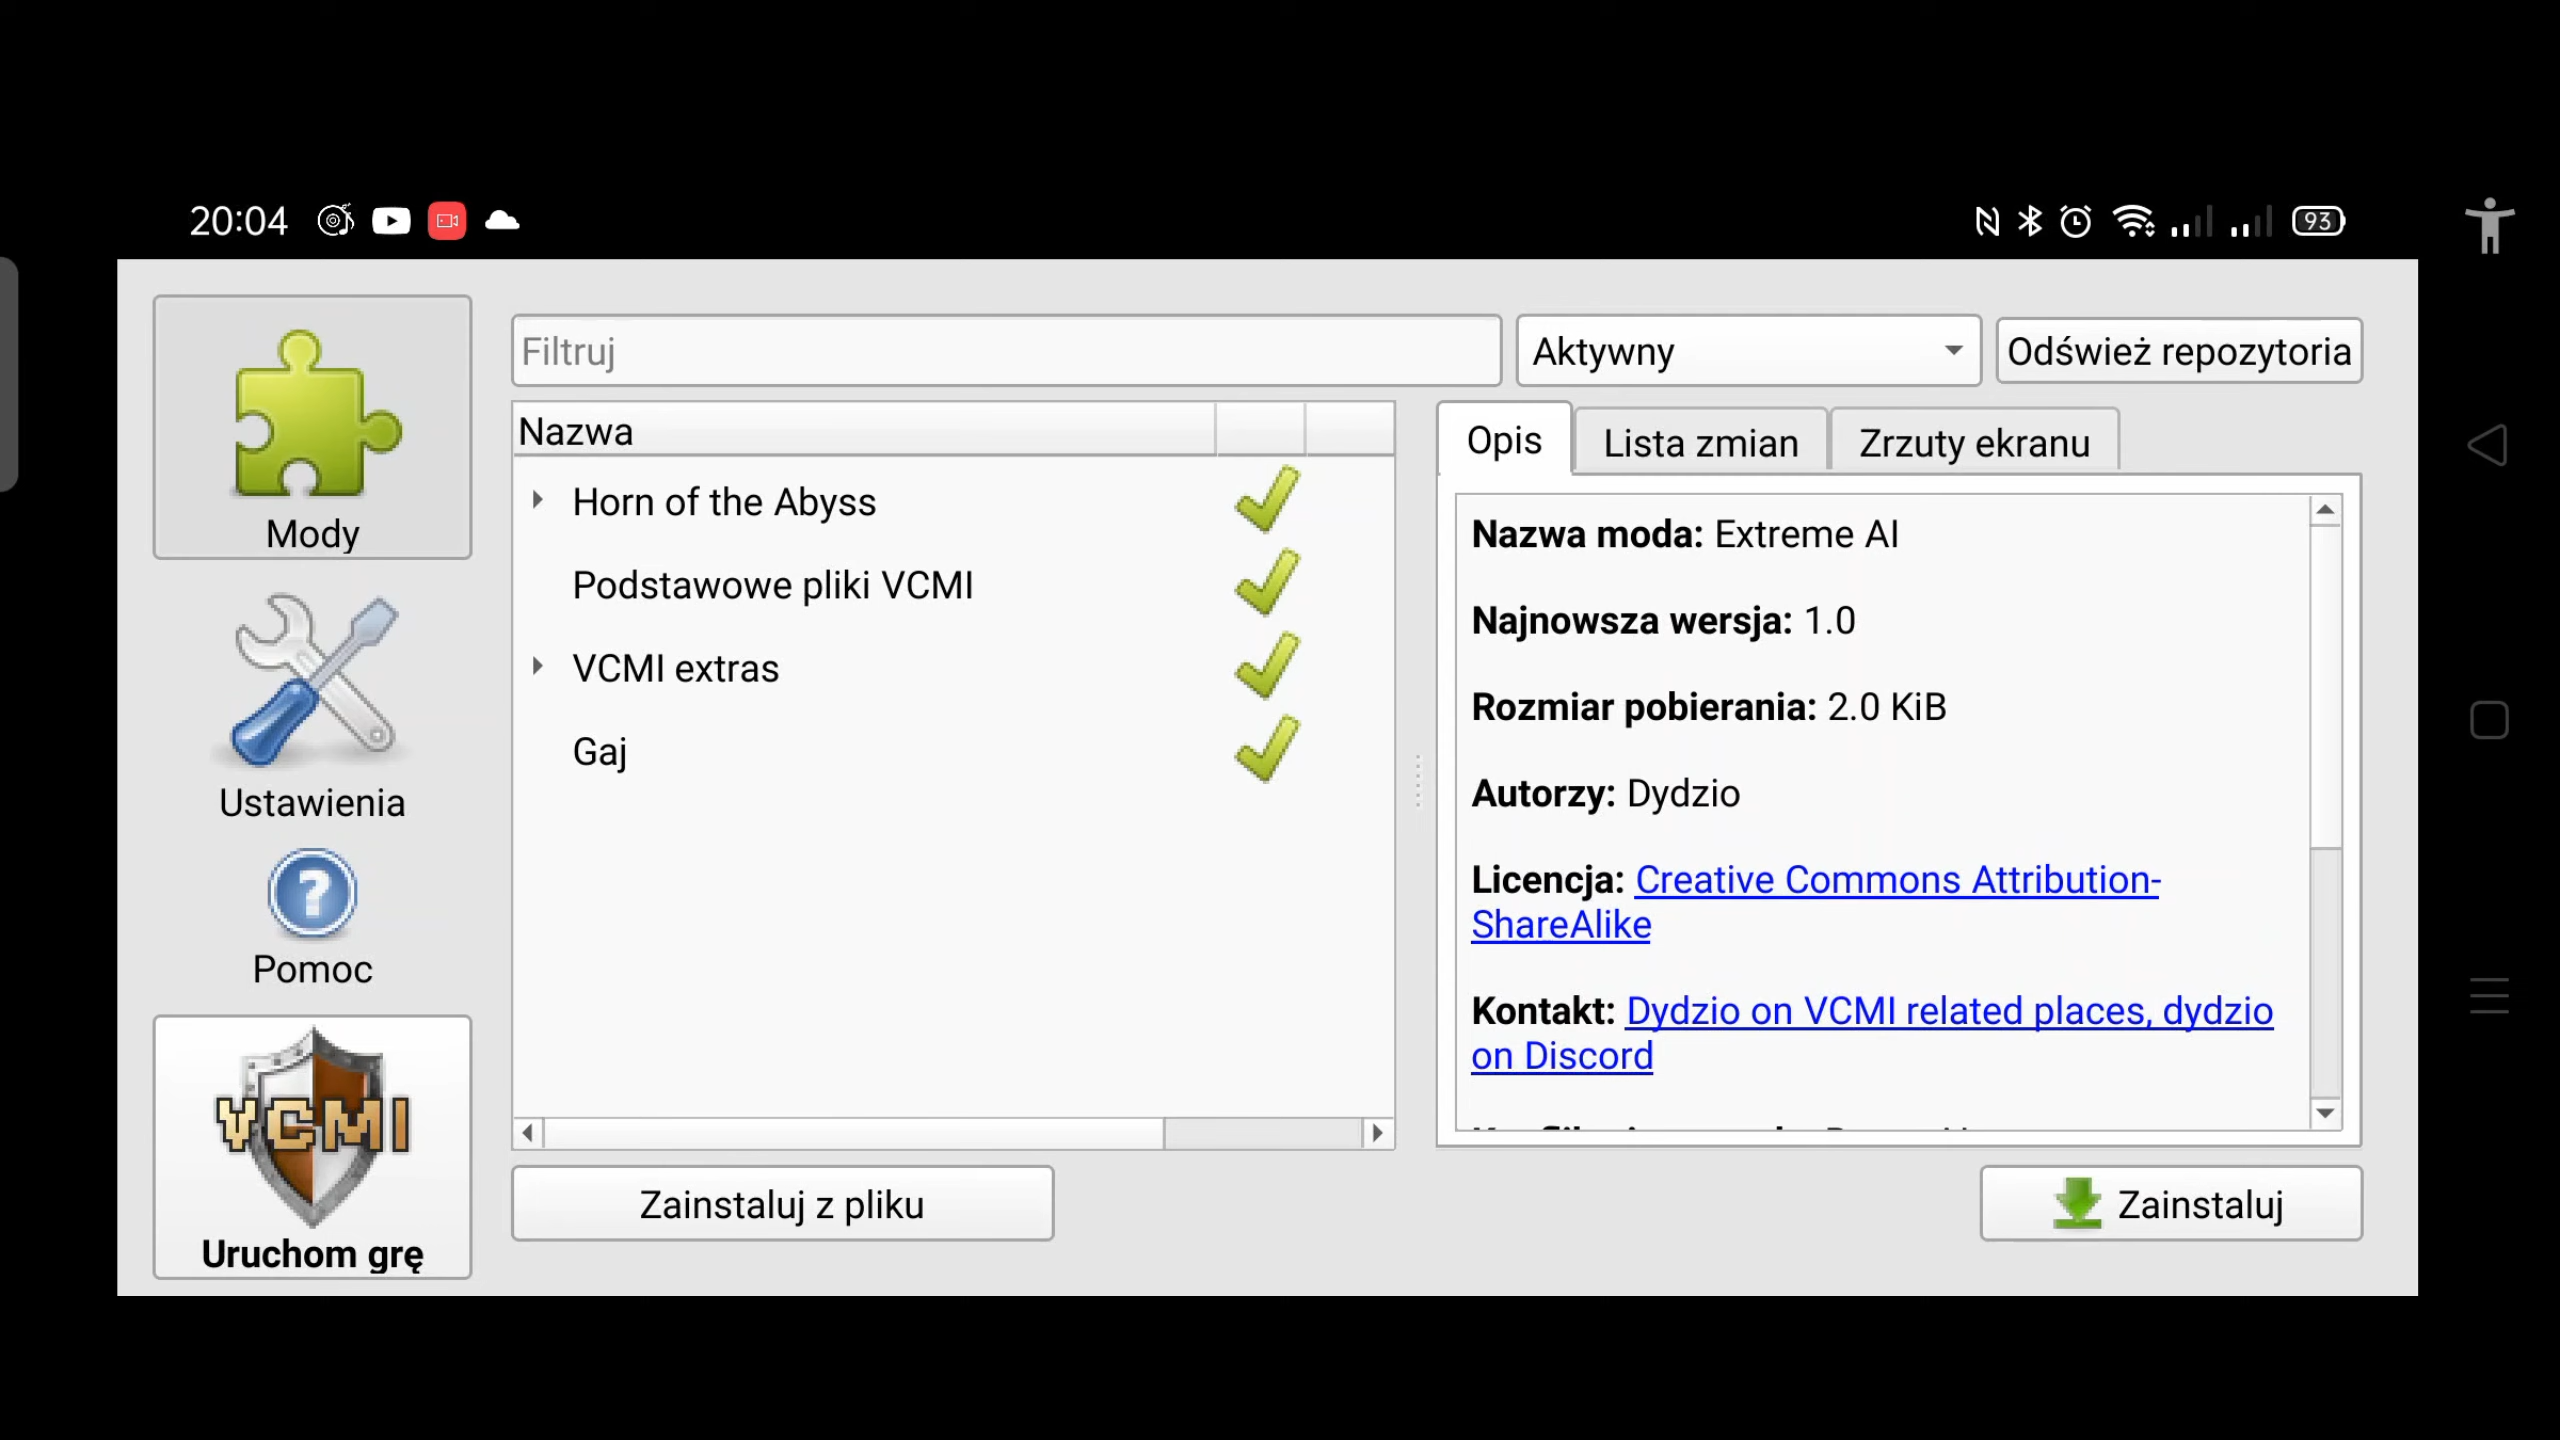 20:04
93
Mody
Ustawienia
Pomoc
VCMI
Uruchom grę
Filtruj
Aktywny
Odśwież repozytoria
Nazwa
Horn of the Abyss
Podstawowe pliki VCMI
VCMI extras
Gaj
Zainstaluj z pliku
Opis
Lista zmian
Zrzuty ekranu
Nazwa moda: Extreme AI
Najnowsza wersja: 1.0
Rozmiar pobierania: 2.0 KiB
Autorzy: Dydzio
Licencja: Creative Commons Attribution-
ShareAlike
Kontakt: Dydzio on VCMI related places, dydzio
on Discord
Zainstaluj